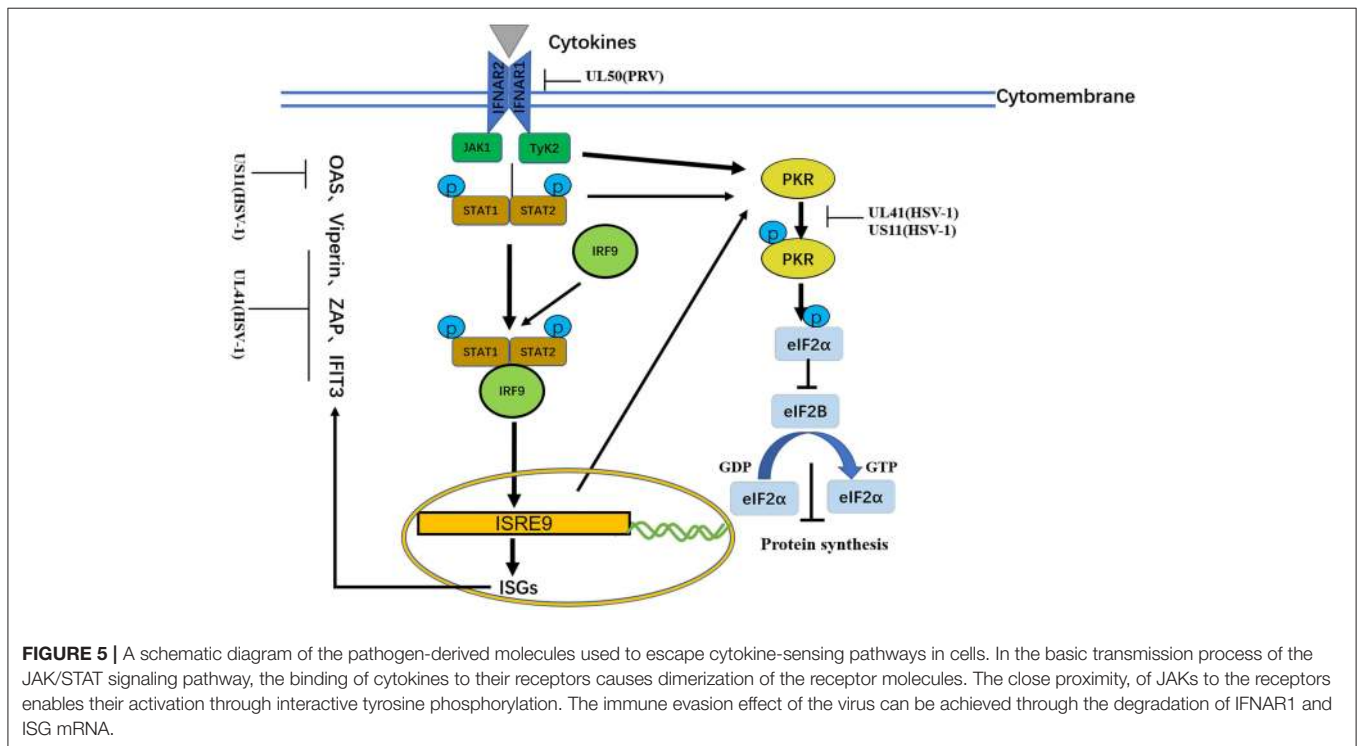 Cytokines
IFNAR2
IFNAR1
UL50(PRV)
Cytomembrane
JAK1
TyK2
p
p
STAT1
STAT2
IRF9
p
p
STAT1
STAT2
IRF9
ISRE9
ISGs
US11(HSV-1)
UL41(HSV-1)
OAS、Viperin、ZAP、IFIT3
PKR
UL41(HSV-1)
US11(HSV-1)
p
PKR
p
eIF2α
eIF2B
GDP
GTP
eIF2α
eIF2α
Protein synthesis
FIGURE 5 | A schematic diagram of the pathogen-derived molecules used to escape cytokine-sensing pathways in cells. In the basic transmission process of the
JAK/STAT signaling pathway, the binding of cytokines to their receptors causes dimerization of the receptor molecules. The close proximity, of JAKs to the receptors
enables their activation through interactive tyrosine phosphorylation. The immune evasion effect of the virus can be achieved through the degradation of IFNAR1 and
ISG mRNA.